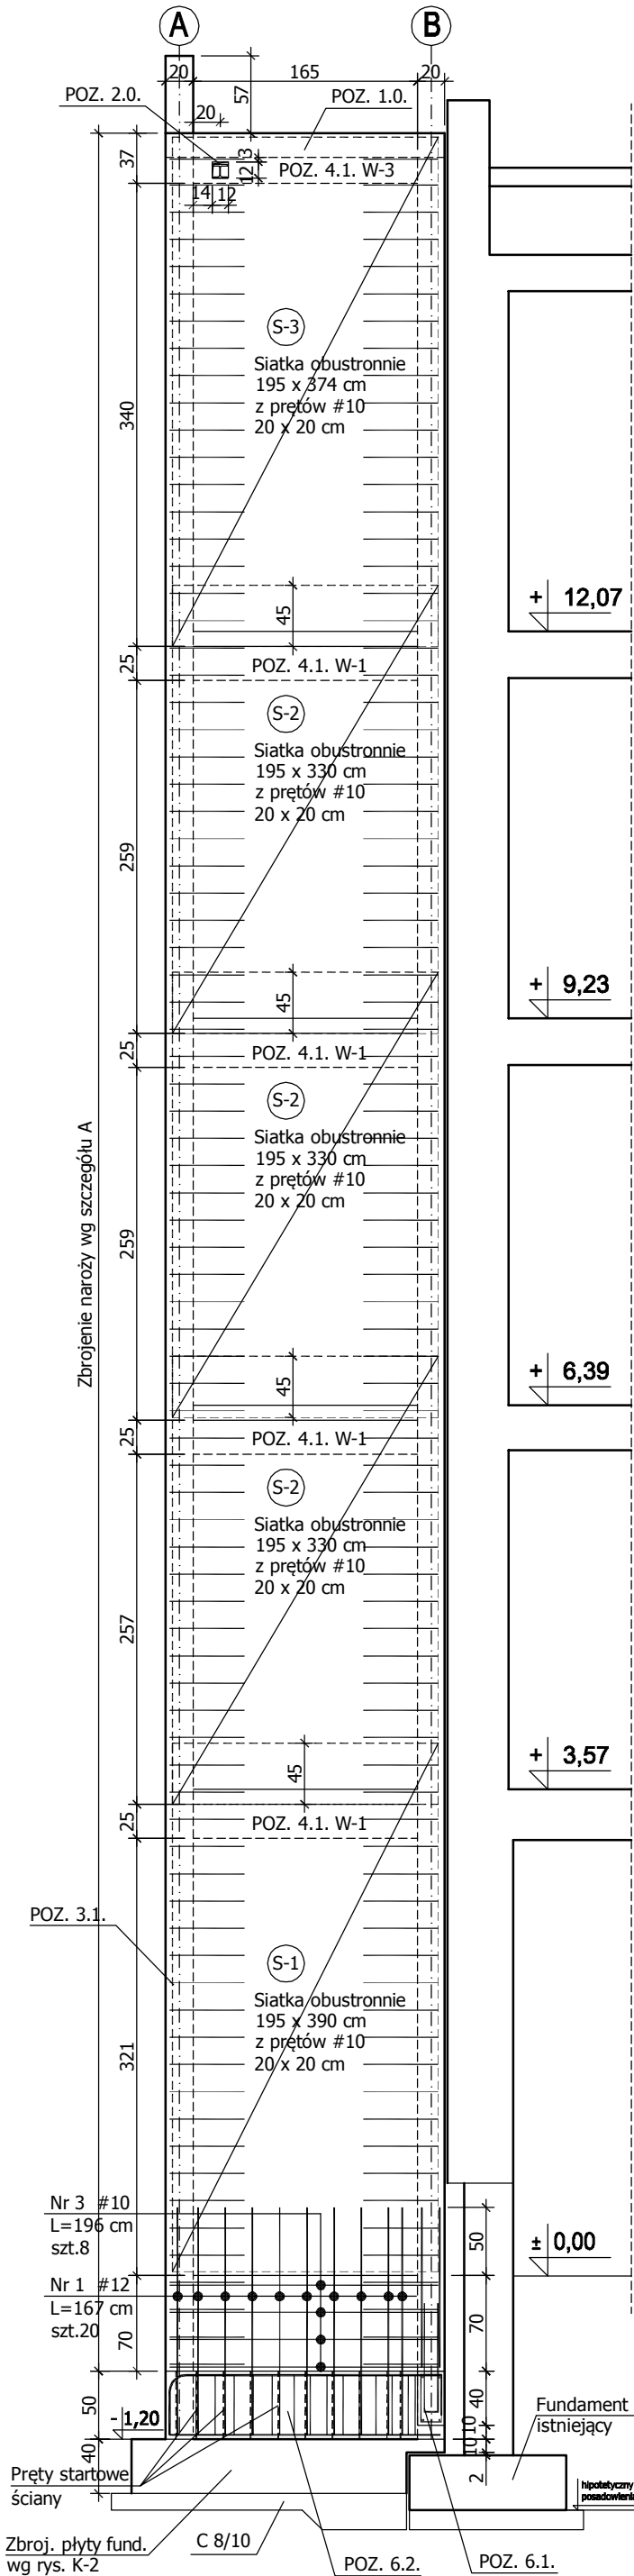 A
B
20
165
20
57
POZ. 2.0.
20
POZ. 1.0.
37
3
12
POZ. 4.1. W-3
14
12
S-3
Siatka obustronnie
195 x 374 cm
z prętów #10
20 x 20 cm
340
+ 12,07
45
25
POZ. 4.1. W-1
S-2
Siatka obustronnie
195 x 330 cm
z prętów #10
20 x 20 cm
259
+ 9,23
45
25
POZ. 4.1. W-1
S-2
Siatka obustronnie
195 x 330 cm
z prętów #10
20 x 20 cm
Zbrojenie naroży wg szczegółu A
259
+ 6,39
45
25
POZ. 4.1. W-1
S-2
Siatka obustronnie
195 x 330 cm
z prętów #10
20 x 20 cm
257
+ 3,57
45
25
POZ. 4.1. W-1
POZ. 3.1.
S-1
Siatka obustronnie
195 x 390 cm
z prętów #10
20 x 20 cm
321
Nr 3 #10
L=196 cm
szt.8
50
± 0,00
Nr 1 #12
L=167 cm
szt.20
70
70
50
40
- 1,20
10
10
40
2
Fundament
istniejący
Pręty startowe
ściany
hipotetyczny
Zbroj. płyty fund.
wg rys. K-2
C 8/10
POZ. 6.2.
POZ. 6.1.